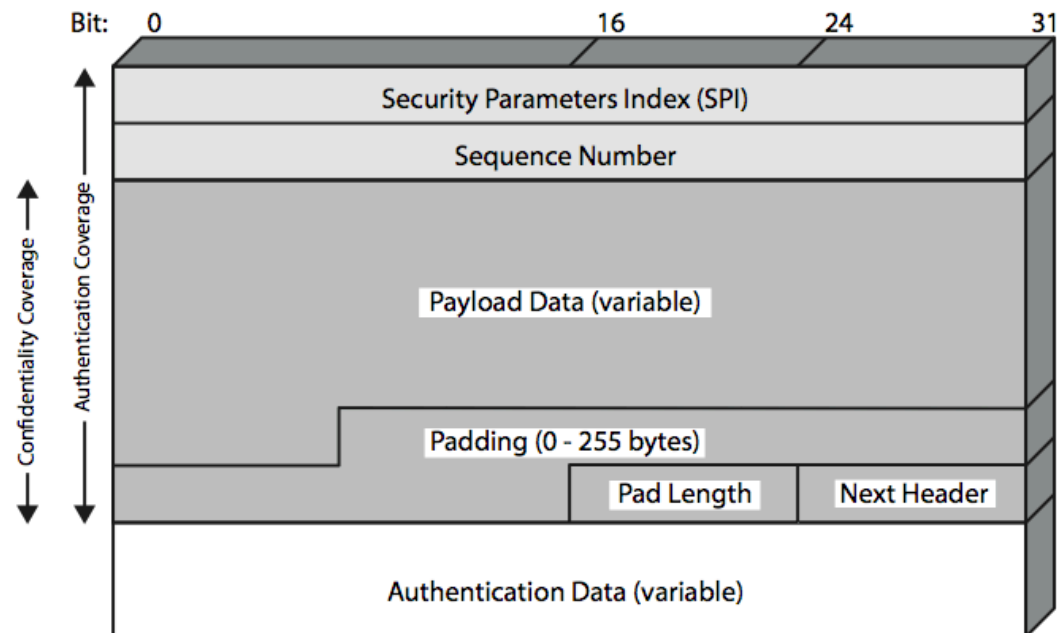 Bit: 0 16 24 31
Security Parameters Index (SPI)
Sequence Number
Payload Data (variable)
Padding (0 - 255 bytes)
Pad Length Next Header
Authentication Data (variable)
Confidentiality Coverage
Authentication Coverage